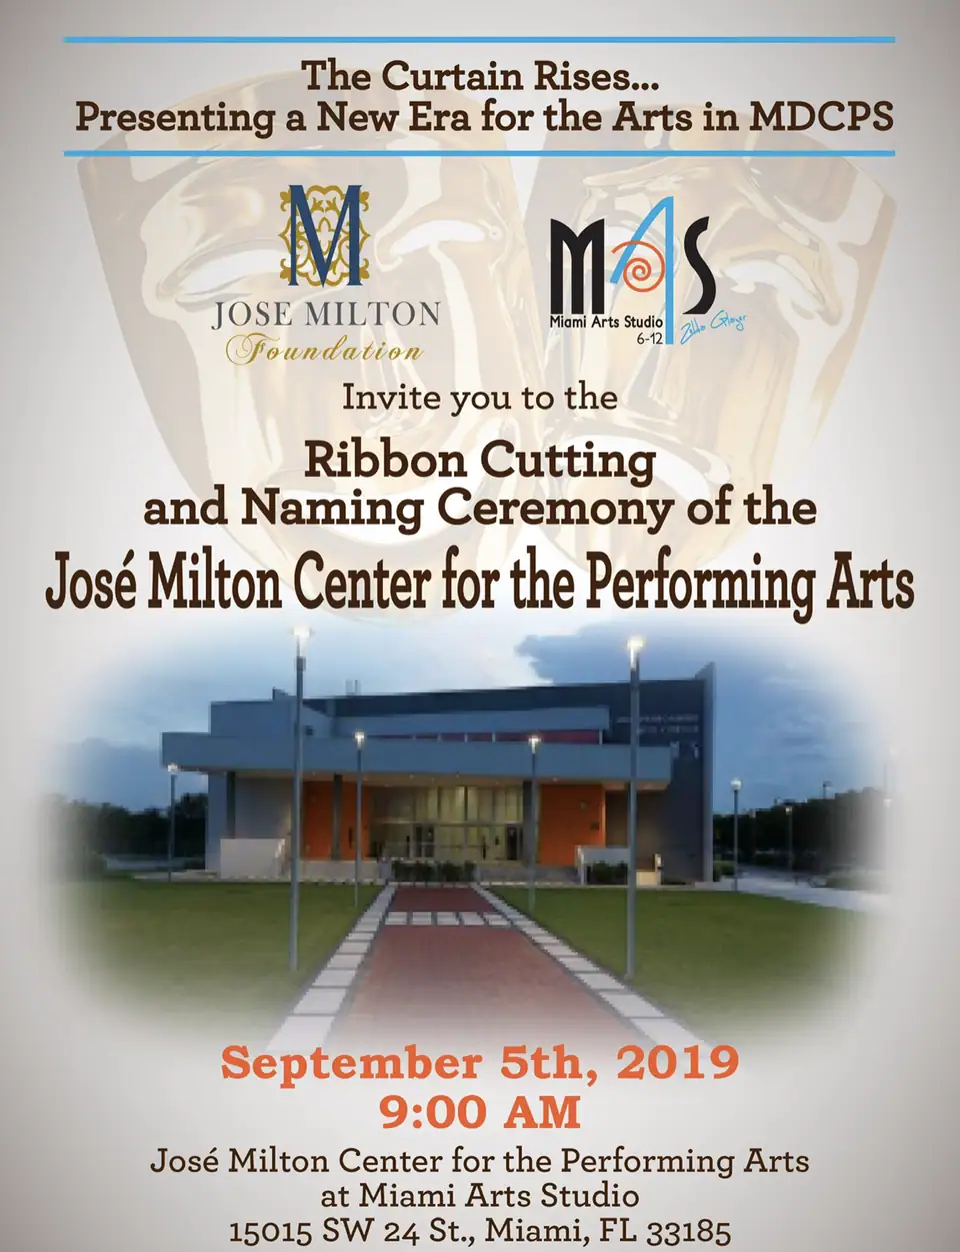 The Curtain Rises...
Presenting a New Era for the Arts in MDCPS
M
JOSE MILTON
Foundation
MAS
Miami Arts Studio
6-12
Invite you to the
Ribbon Cutting
and Naming Ceremony of the
José Milton Center for the Performing Arts
September 5th, 2019
9:00 AM
José Milton Center for the Performing Arts
at Miami Arts Studio
15015 SW 24 St., Miami, FL 33185